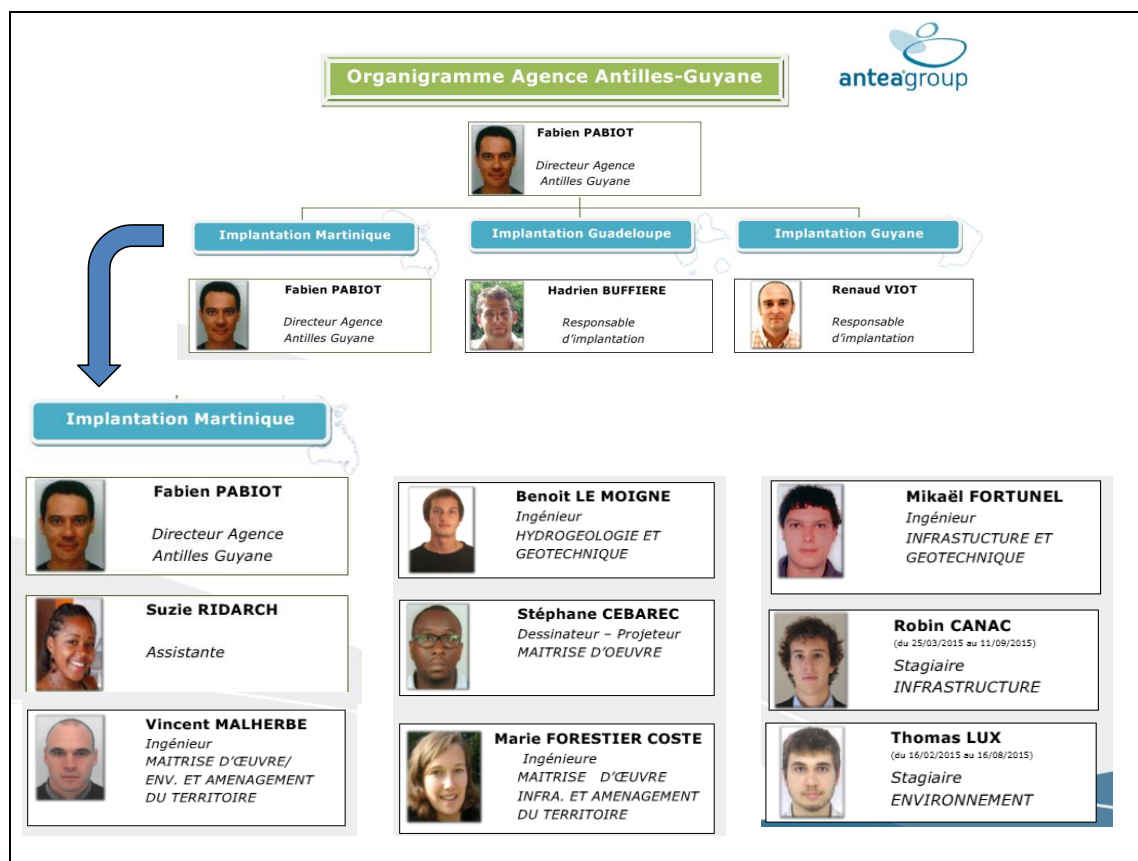 Organigramme Agence Antilles-Guyane
anteagroup
Fabien PABIOT
Directeur Agence
Antilles Guyane
Implantation Martinique
Implantation Guadeloupe
Implantation Guyane
Fabien PABIOT
Directeur Agence
Antilles Guyane
Hadrien BUFFIERE
Responsable
d'implantation
Renaud VIOT
Responsable
d'implantation
Implantation Martinique
Fabien PABIOT
Directeur Agence
Antilles Guyane
Suzie RIDARCH
Assistante
Vincent MALHERBE
Ingénieur
MAITRISE D'ŒUVRE/
ENV. ET AMENAGEMENT
DU TERRITOIRE
Benoit LE MOIGNE
Ingénieur
HYDROGEOLOGIE ET
GEOTECHNIQUE
Stéphane CEBAREC
Dessinateur – Projeteur
MAITRISE D'OEUVRE
Marie FORESTIER COSTE
Ingénieure
MAITRISE D'ŒUVRE
INFRA. ET AMENAGEMENT
DU TERRITOIRE
Mikaël FORTUNEL
Ingénieur
INFRASTUCTURE ET
GEOTECHNIQUE
Robin CANAC
(du 25/03/2015 au 11/09/2015)
Stagiaire
INFRASTRUCTURE
Thomas LUX
(du 16/02/2015 au 16/08/2015)
Stagiaire
ENVIRONNEMENT